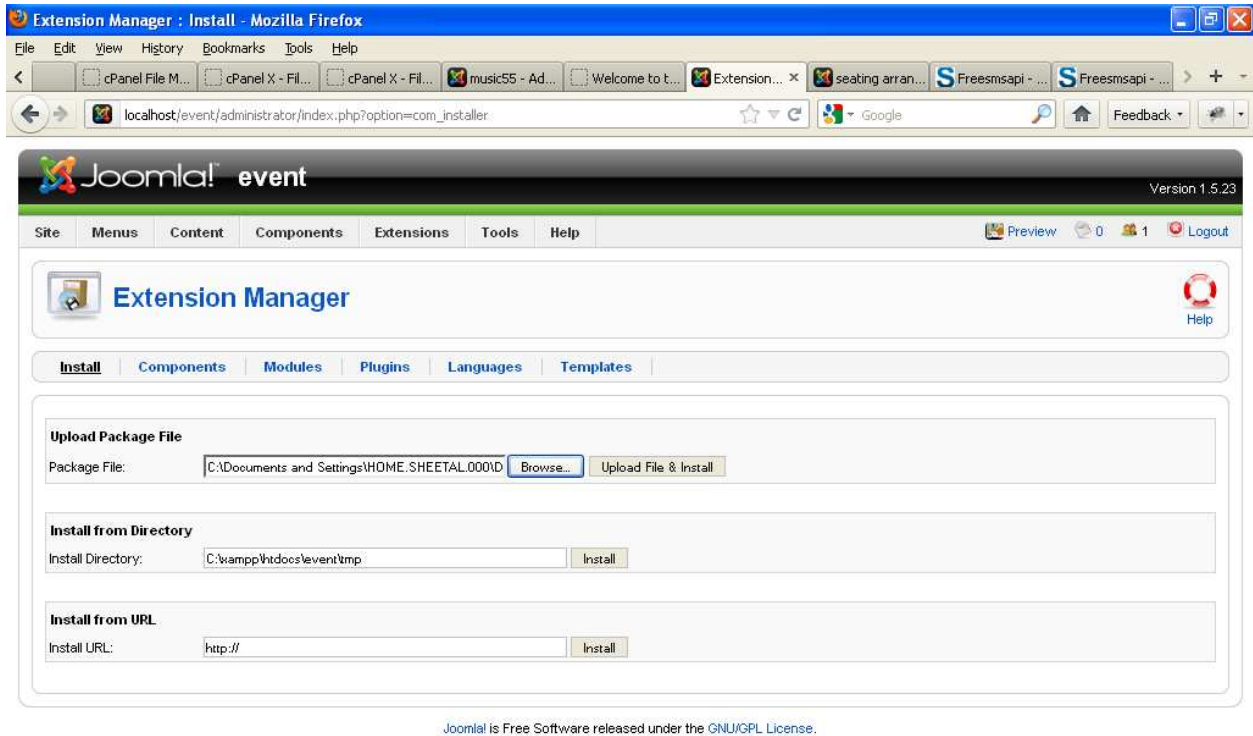 Extension Manager : Install - Mozilla Firefox
File Edit View History Bookmarks Tools Help
cPanel File M... cPanel X - Fil... cPanel X - Fil... music55 - Ad... Welcome to t... Extension... × seating arran... Freesmsapi - ... Freesmsapi - ...
localhost/event/administrator/index.php?option=com_installer Google Feedback
Joomla! event
Version 1.5.23
Site Menus Content Components Extensions Tools Help Preview 0 1 Logout
Extension Manager
Help
Install Components Modules Plugins Languages Templates
Upload Package File
Package File: C:\Documents and Settings\HOME.SHEETAL.000\D Browse... Upload File & Install
Install from Directory
Install Directory: C:\xampp\htdocs\event\tmp Install
Install from URL
Install URL: http:// Install
Joomla! is Free Software released under the GNU/GPL License.